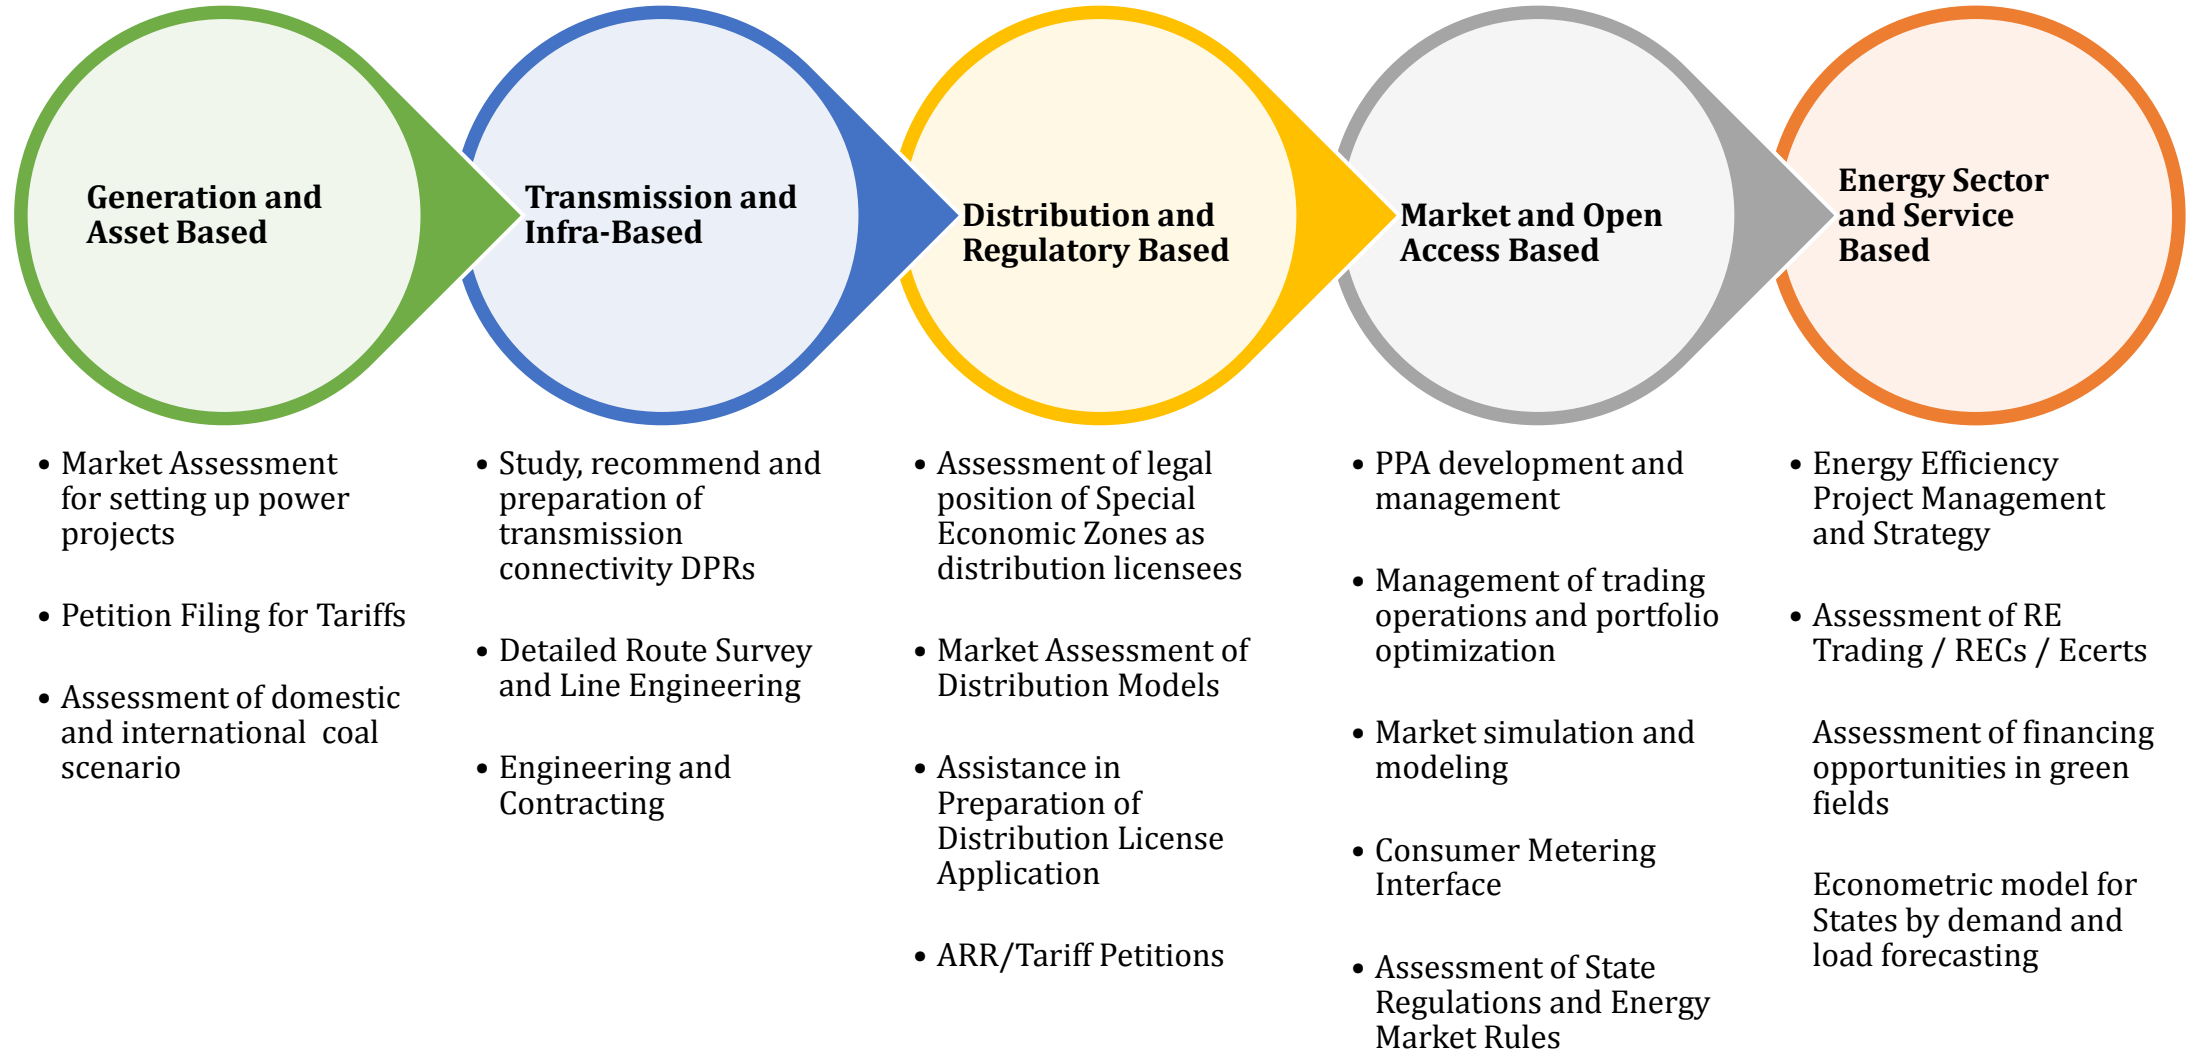 Generation and
Asset Based
Transmission and
Infra-Based
Distribution and
Regulatory Based
Market and Open
Access Based
Energy Sector
and Service
Based
• Market Assessment
for setting up power
projects
• Petition Filing for Tariffs
• Assessment of domestic
and international  coal
scenario
• Study, recommend and
preparation of
transmission
connectivity DPRs
• Detailed Route Survey
and Line Engineering
• Engineering and
Contracting
• Assessment of legal
position of Special
Economic Zones as
distribution licensees
• Market Assessment of
Distribution Models
• Assistance in
Preparation of
Distribution License
Application
• ARR/Tariff Petitions
• PPA development and
management
• Management of trading
operations and portfolio
optimization
• Market simulation and
modeling
• Consumer Metering
Interface
• Assessment of State
Regulations and Energy
Market Rules
• Energy Efficiency
Project Management
and Strategy
• Assessment of RE
Trading / RECs / Ecerts
Assessment of financing
opportunities in green
fields
Econometric model for
States by demand and
load forecasting